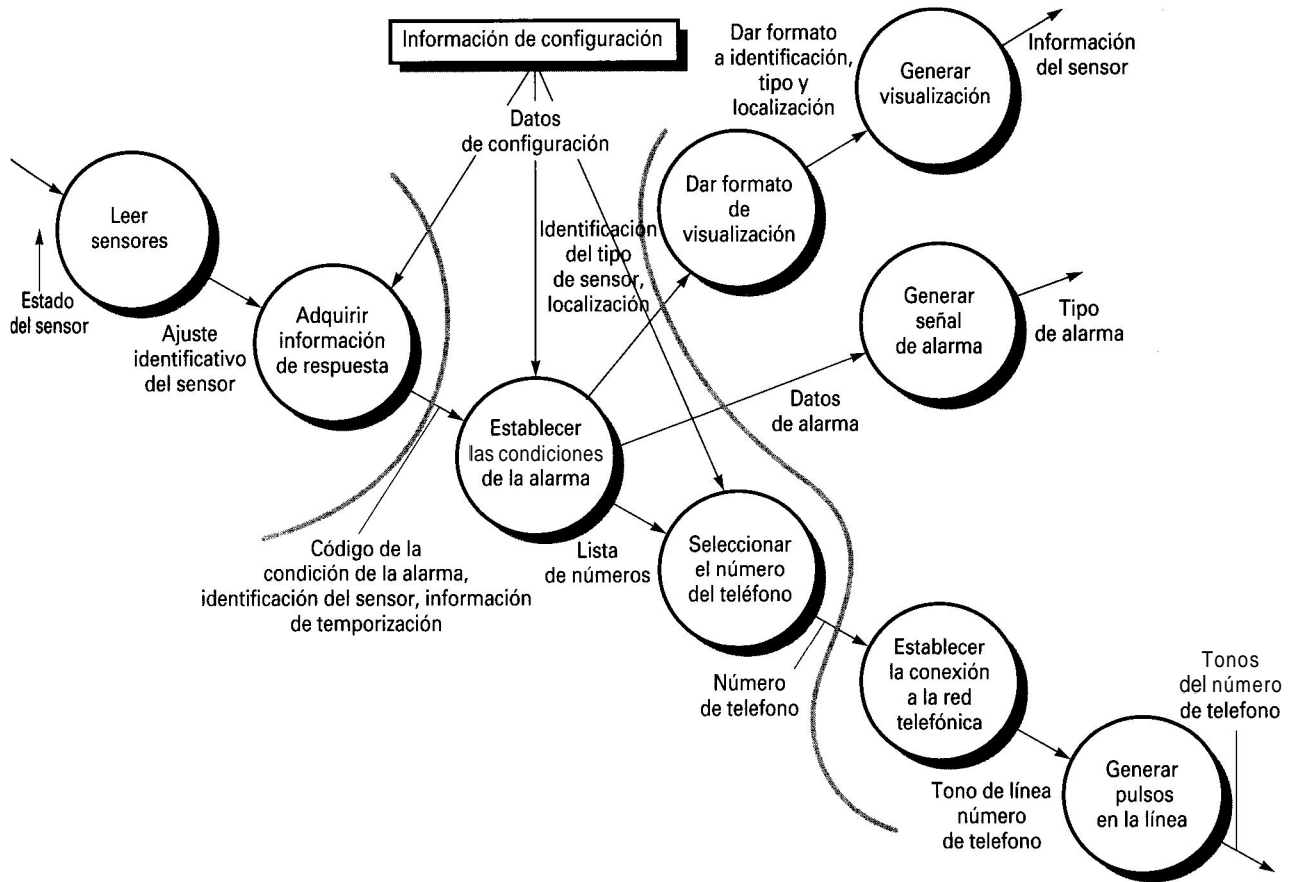 Información de configuración
Datos
de configuración
Dar formato
a identificación,
tipo y
localización
Generar
visualización
Información
del sensor
Leer
sensores
Estado
del sensor
Ajuste
identificativo
del sensor
Adquirir
información
de respuesta
Identificación
del tipo
de sensor,
localización
Dar formato
de
visualización
Generar
señal
de alarma
Tipo
de alarma
Datos
de alarma
Establecer
las condiciones
de la alarma
Código de la
condición de la alarma,
identificación del sensor, información
de temporización
Lista
de números
Seleccionar
el número
del teléfono
Número
de telefono
Establecer
la conexión
a la red
telefónica
Tono de línea
número
de telefono
Generar
pulsos
en la línea
Tonos
del número
de telefono